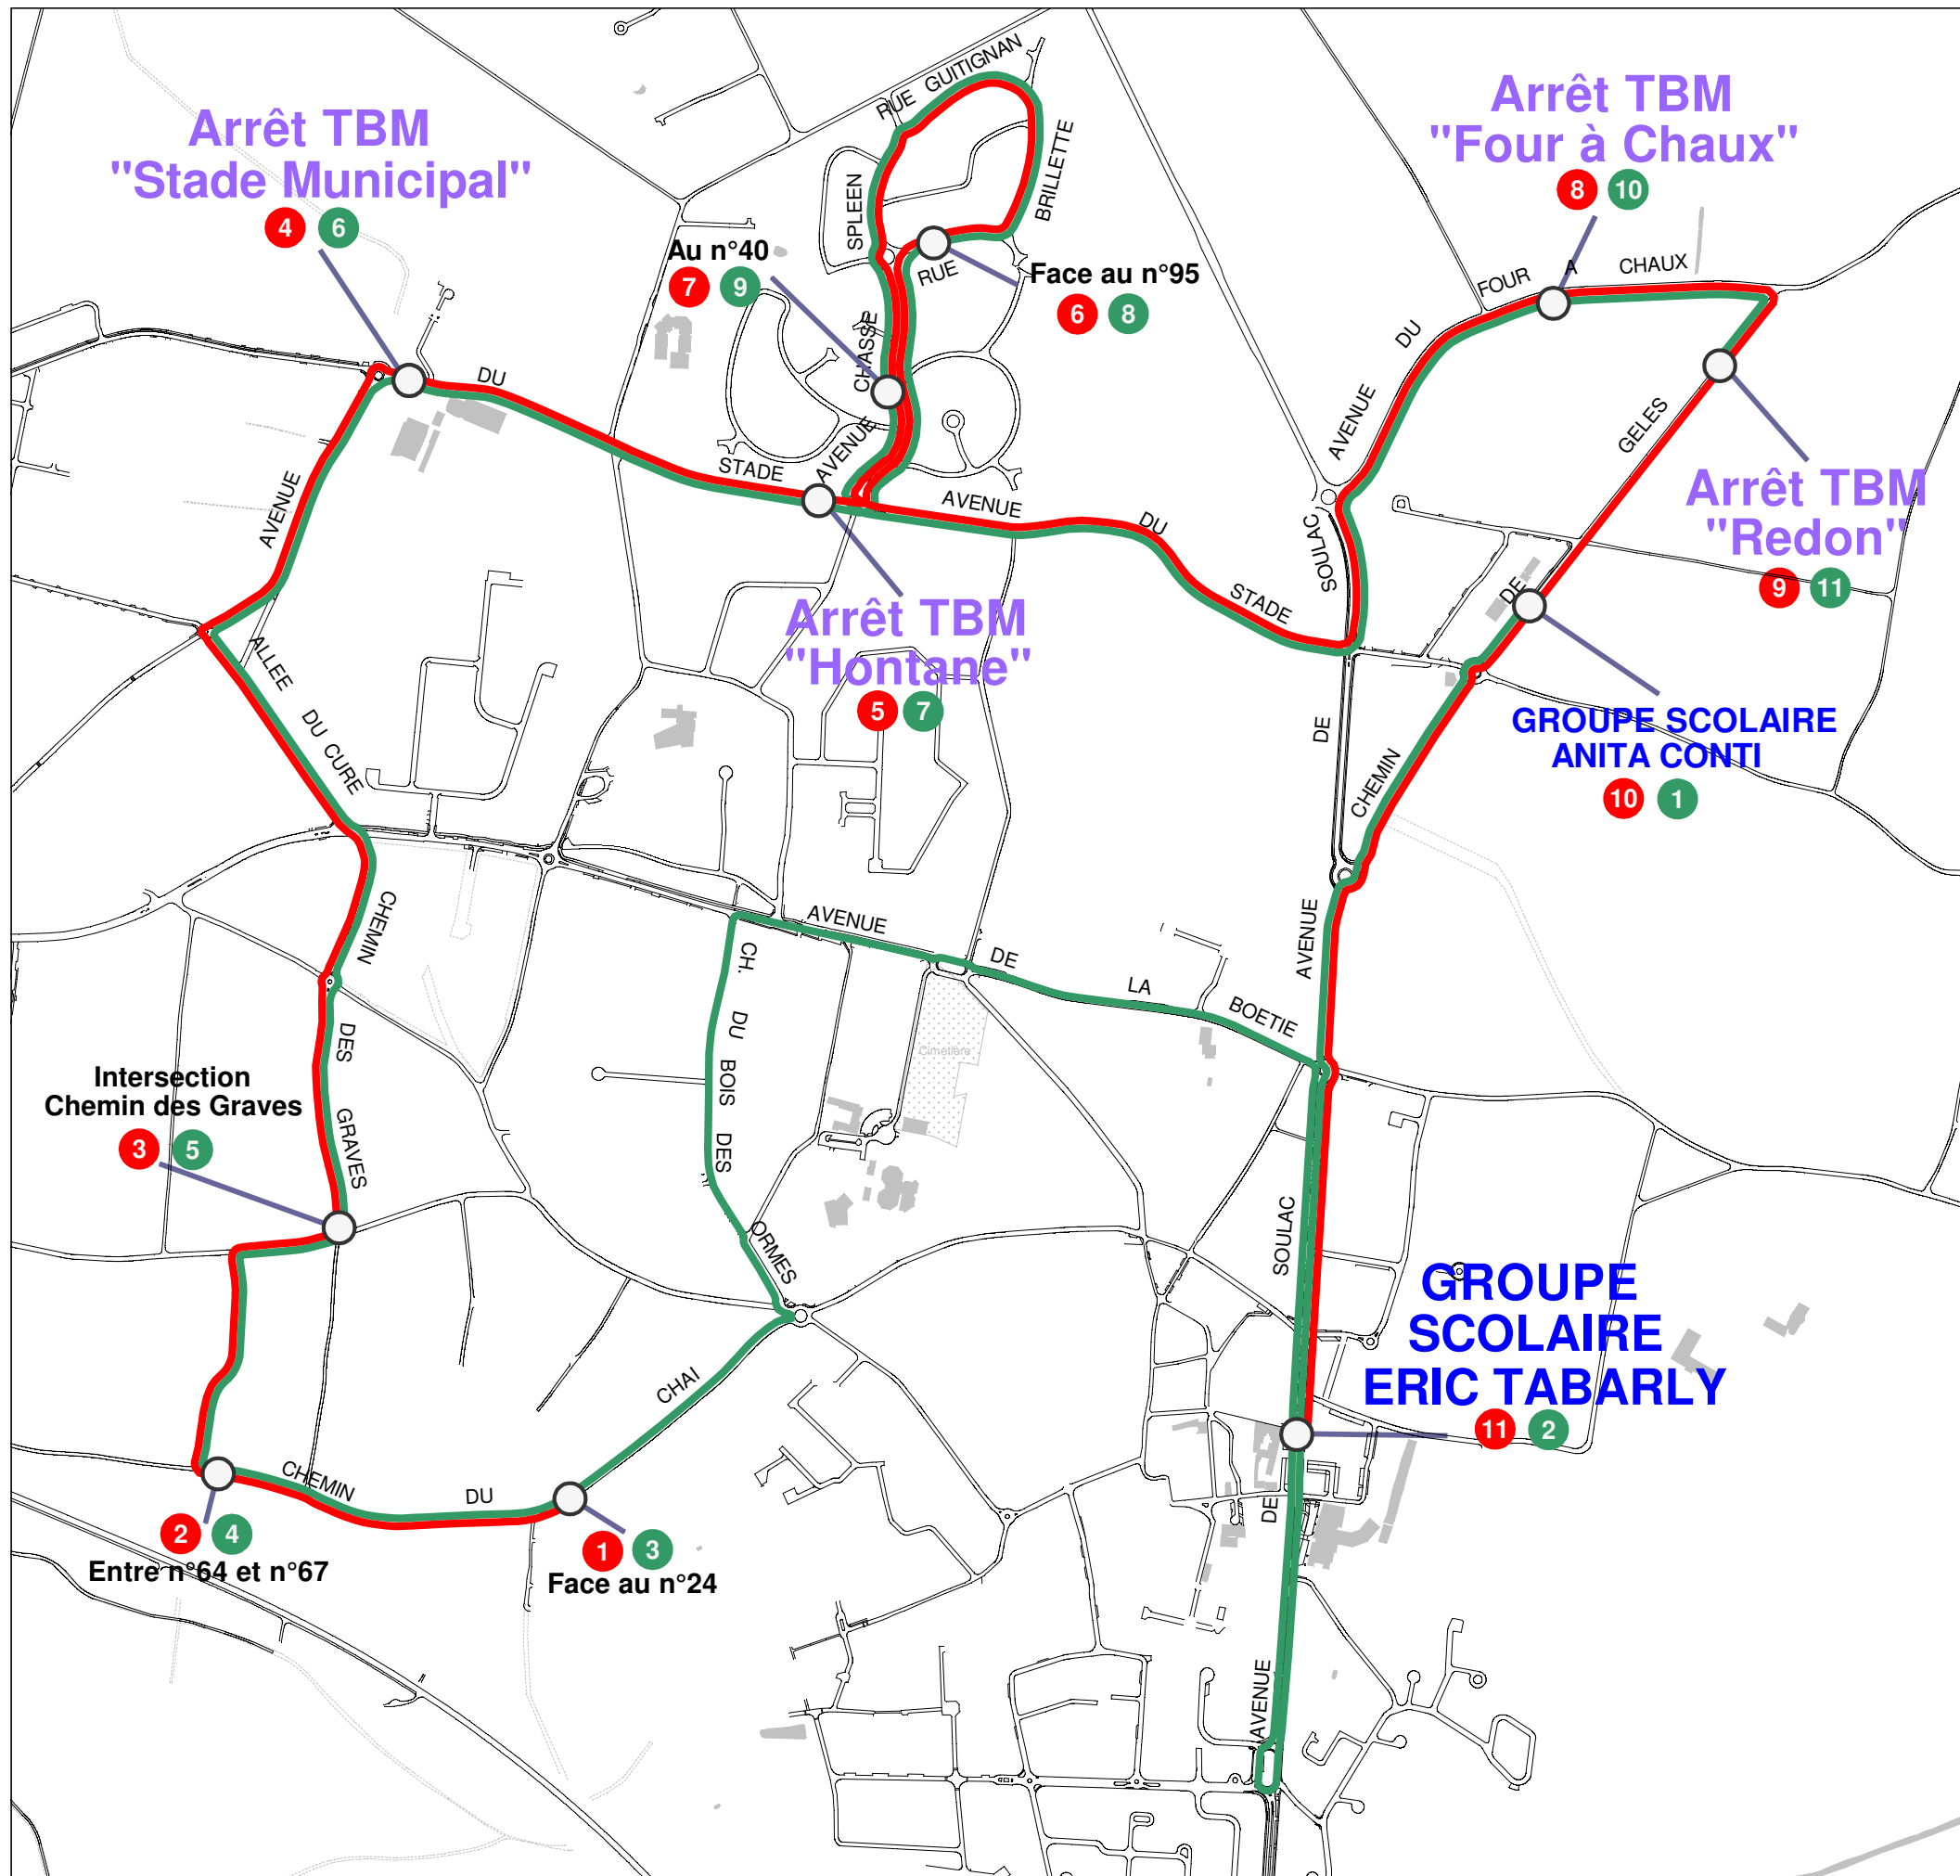 Arrêt TBM
"Stade Municipal"
4 6
RUE GUITIGNAN
SPLEEN
BRILLETTE
RUE
Au n°40
7 9
Face au n°95
6 8
CHASSE
AVENUE
Arrêt TBM
"Four à Chaux"
8 10
AVENUE DU FOUR A CHAUX
GELES
DE
CHEMIN
Arrêt TBM
"Redon"
9 11
DU
STADE
AVENUE
DU
STADE
SOULAC
DE
AVENUE
Arrêt TBM
"Hontane"
5 7
GROUPE SCOLAIRE
ANITA CONTI
10 1
AVENUE
ALLEE
DU CURE
CHEMIN
DES
GRAVES
Intersection
Chemin des Graves
3 5
AVENUE
DE
LA
BOETIE
CH.
DU
BOIS
DES
ORMES
Cimetière
SOULAC
DE
AVENUE
GROUPE
SCOLAIRE
ERIC TABARLY
11 2
CHAI
DU
CHEMIN
2 4
Entre n°64 et n°67
1 3
Face au n°24